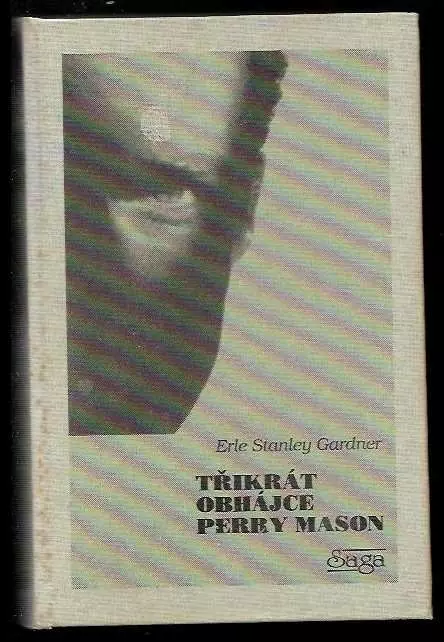 Erle Stanley Gardner
TŘIKRÁT
OBHÁJCE
PERRY MASON
Saga